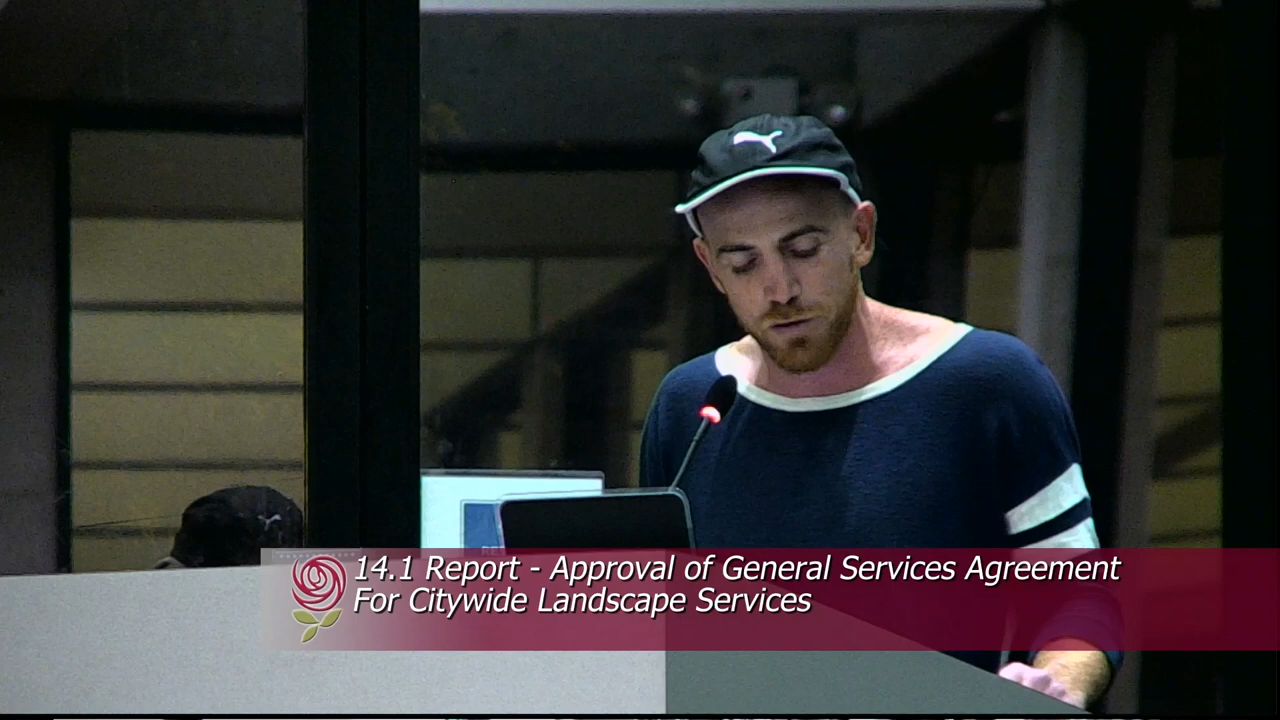 14.1 Report - Approval of General Services Agreement
For Citywide Landscape Services